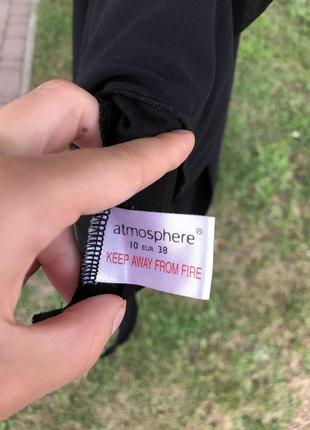 atmosphere®
10 EUR 38
KEEP AWAY FROM FIRE